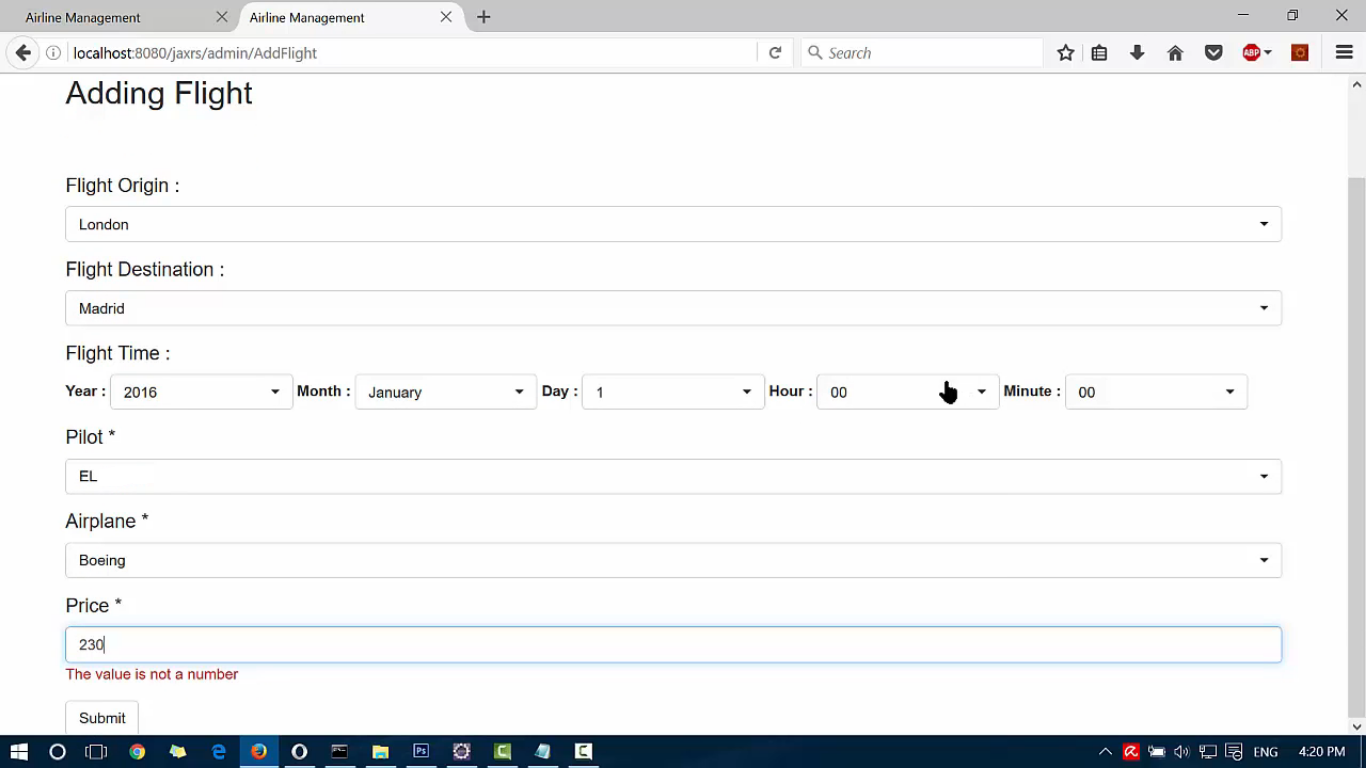 Airline Management
Airline Management
localhost:8080/jaxrs/admin/AddFlight
Search
ABP
Adding Flight
Flight Origin :
London
Flight Destination :
Madrid
Flight Time :
Year : 2016 Month : January Day : 1 Hour : 00 Minute : 00
Pilot *
EL
Airplane *
Boeing
Price *
230
The value is not a number
Submit
Ps
ENG
4:20 PM